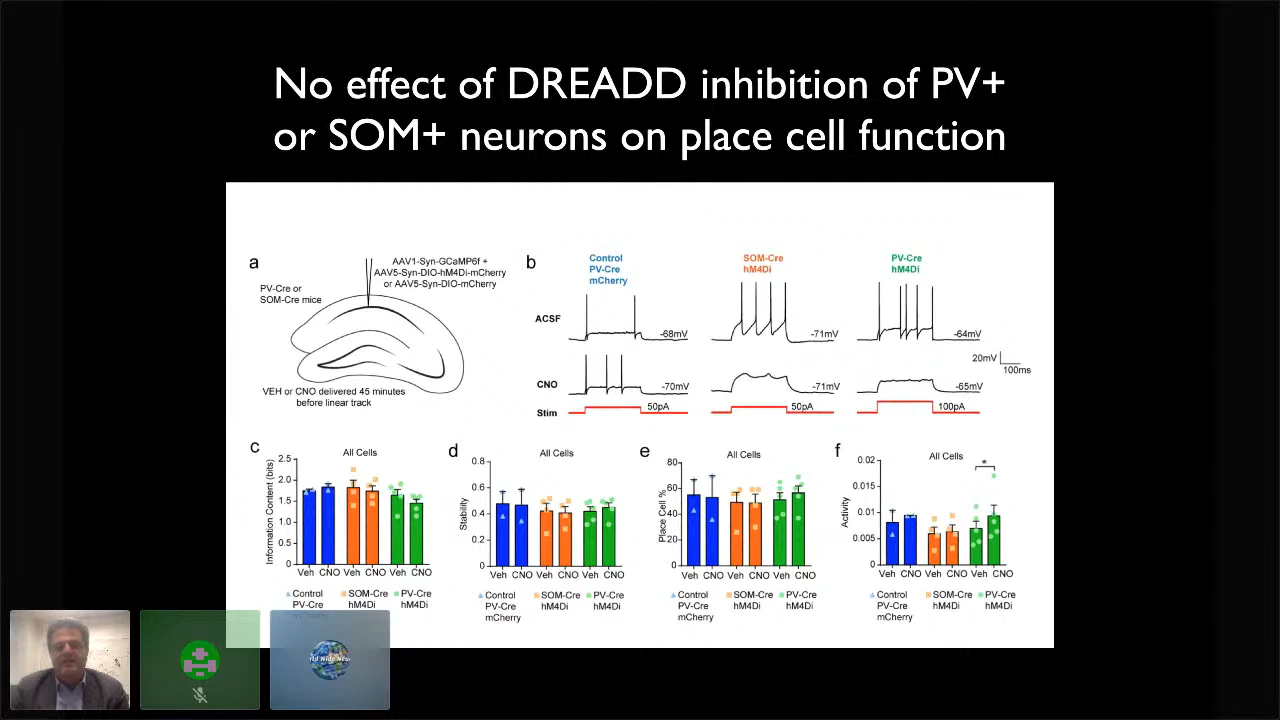 No effect of DREADD inhibition of PV+
or SOM+ neurons on place cell function
a
PV-Cre or
SOM-Cre mice
AAV1-Syn-GCaMP6f +
AAV5-Syn-DIO-hM4Di-mCherry
or AAV5-Syn-DIO-mCherry
VEH or CNO delivered 45 minutes
before linear track
b
Control
PV-Cre
mCherry
SOM-Cre
hM4Di
PV-Cre
hM4Di
ACSF
-68mV
-71mV
-64mV
20mV
100ms
CNO
-70mV
-71mV
-65mV
Stim
50pA
50pA
100pA
c
All Cells
Information Content (bits)
2.5
2.0
1.5
1.0
0.5
0
Veh CNO Veh CNO Veh CNO
Control
PV-Cre
SOM-Cre
hM4Di
PV-Cre
hM4Di
d
All Cells
Stability
0.8
0.6
0.4
0.2
0
Veh CNO Veh CNO Veh CNO
Control
PV-Cre
mCherry
SOM-Cre
hM4Di
PV-Cre
hM4Di
e
All Cells
Place Cell %
80
60
40
20
0
Veh CNO Veh CNO Veh CNO
Control
PV-Cre
mCherry
SOM-Cre
hM4Di
PV-Cre
hM4Di
f
All Cells
Activity
0.02
0.015
0.01
0.005
0
*
Veh CNO Veh CNO Veh CNO
Control
PV-Cre
mCherry
SOM-Cre
hM4Di
PV-Cre
hM4Di